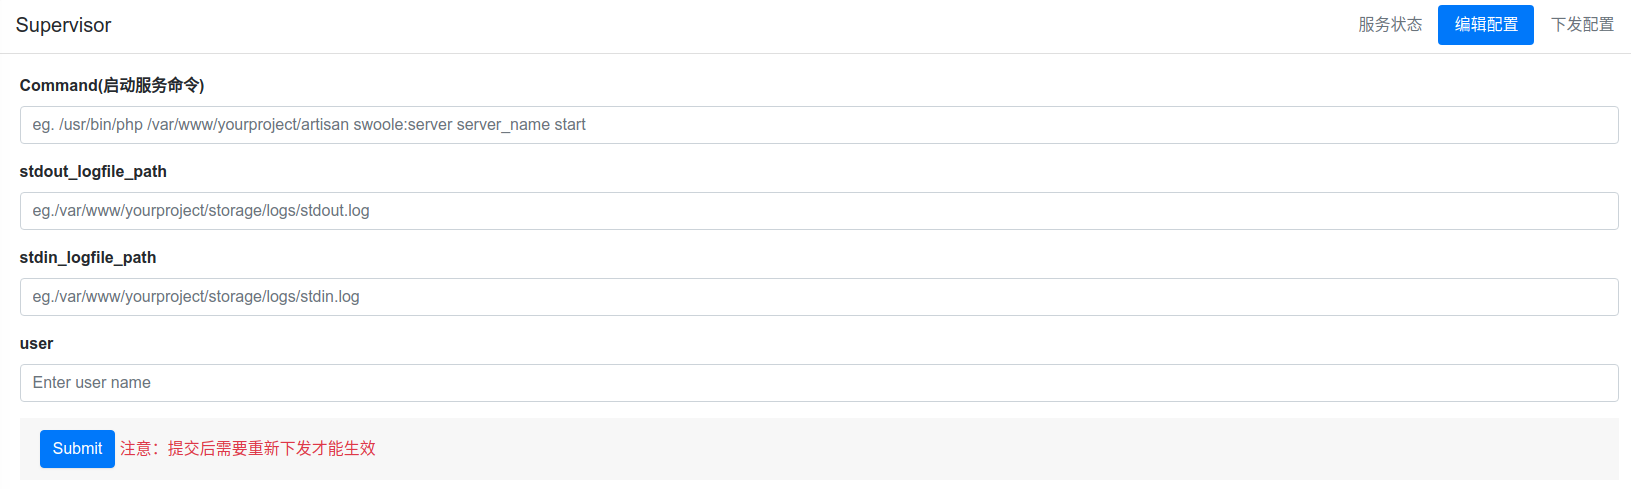 Supervisor
服务状态
编辑配置
下发配置
Command(启动服务命令)
eg. /usr/bin/php /var/www/yourproject/artisan swoole:server server_name start
stdout_logfile_path
eg./var/www/yourproject/storage/logs/stdout.log
stdin_logfile_path
eg./var/www/yourproject/storage/logs/stdin.log
user
Enter user name
Submit 注意：提交后需要重新下发才能生效